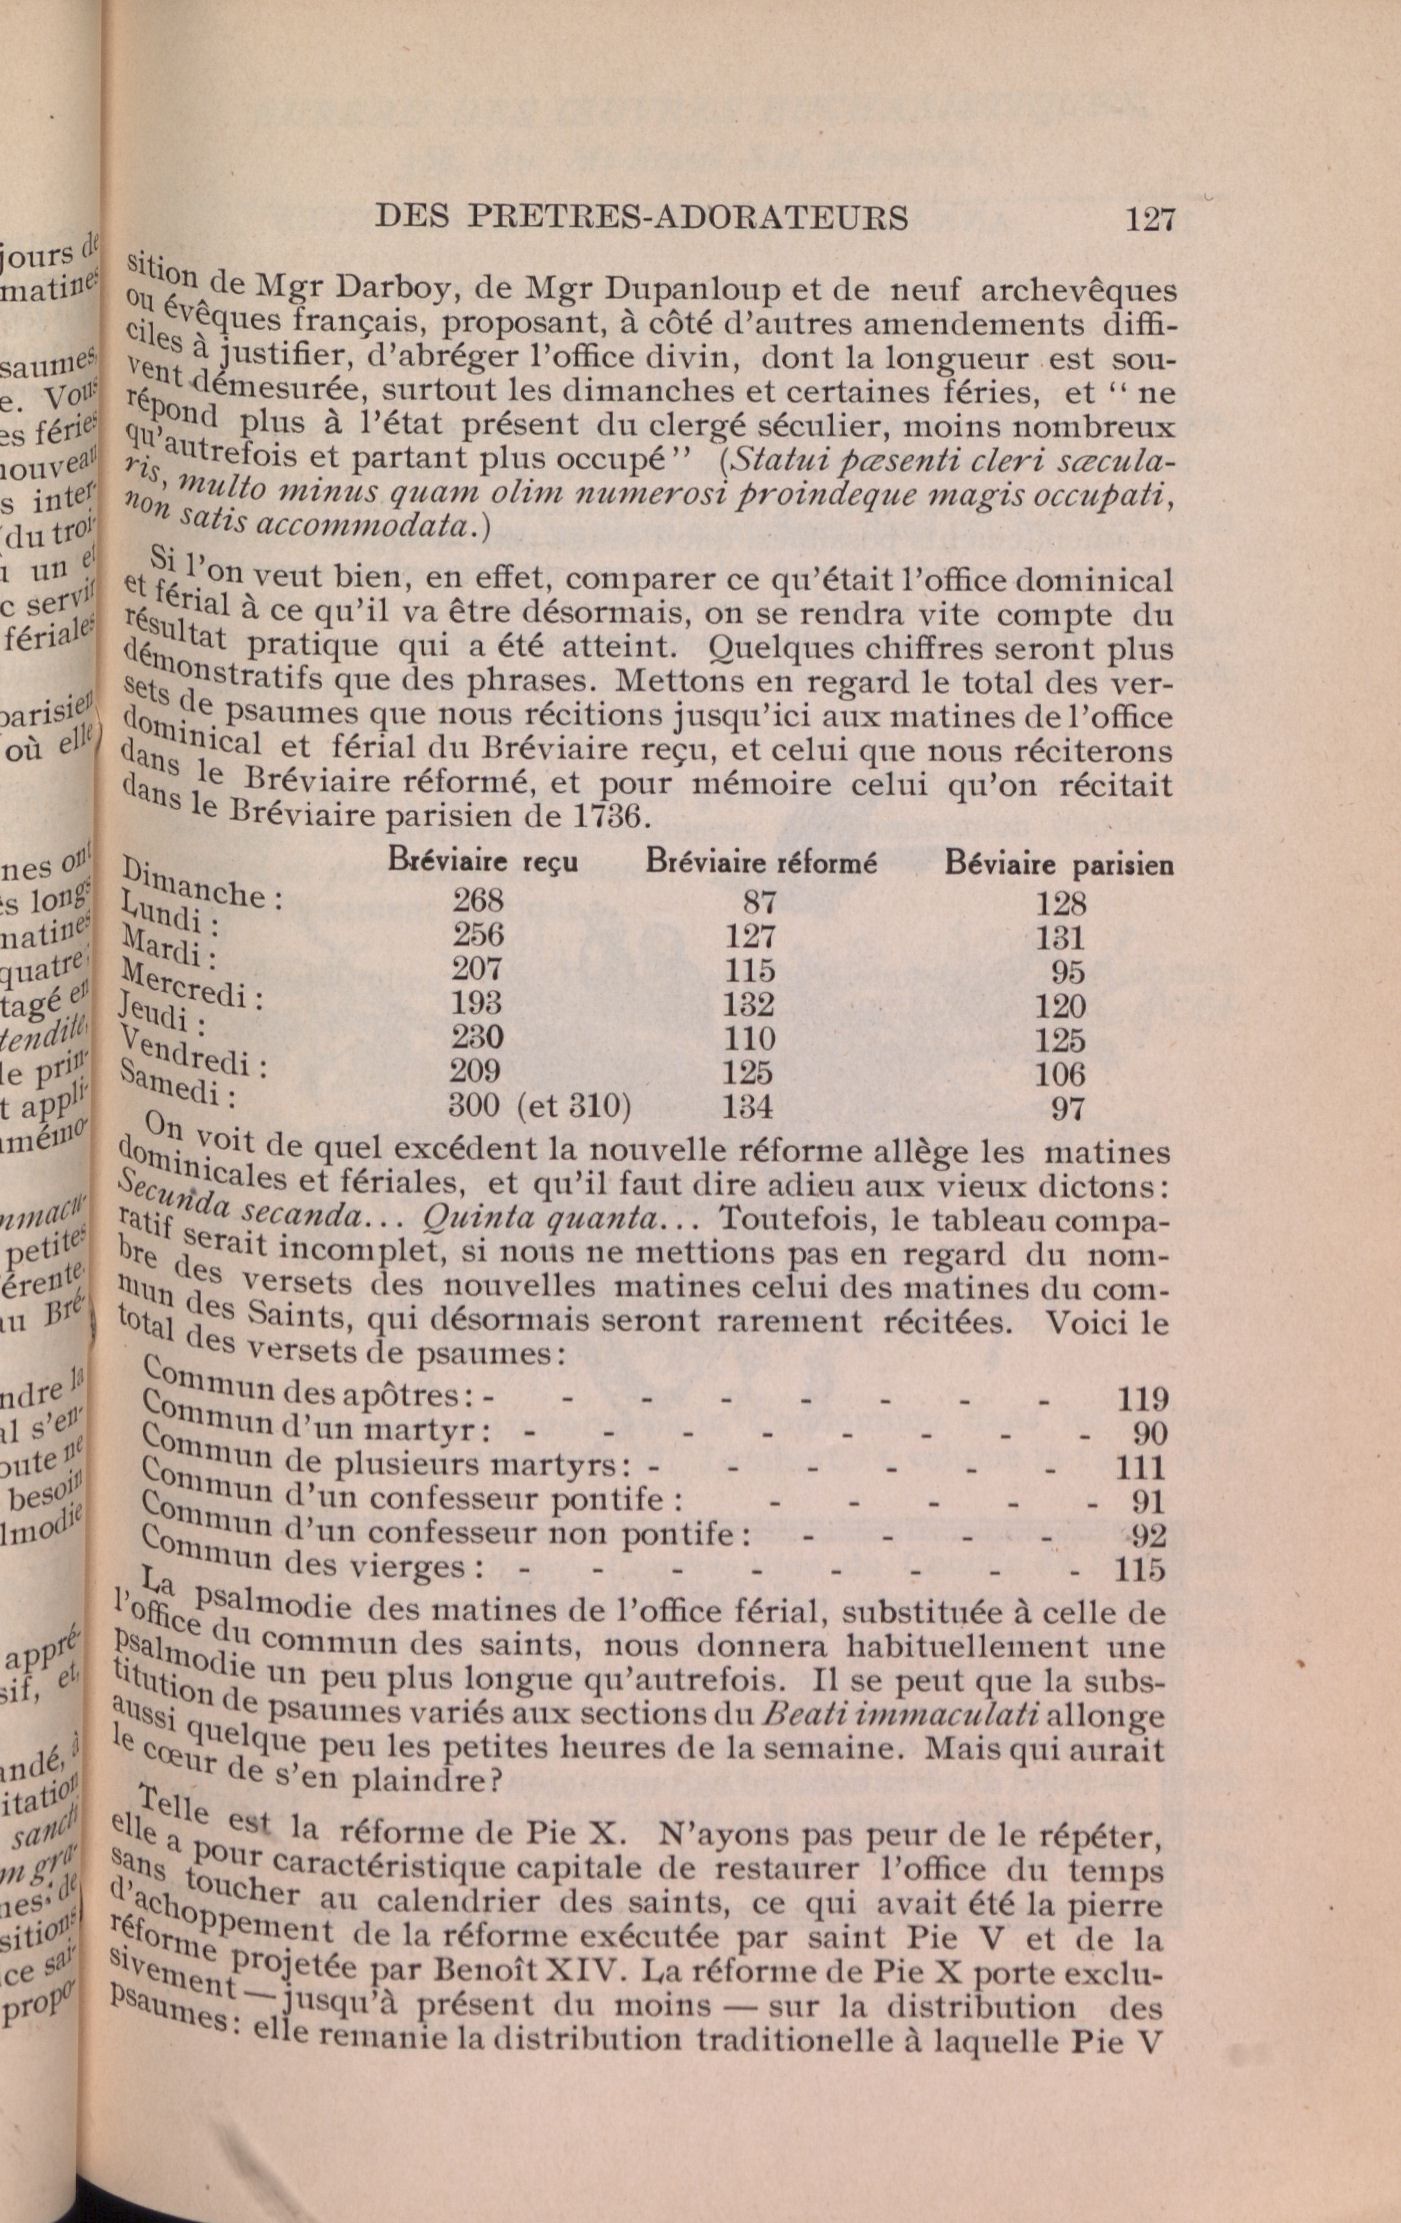 DES PRETRES-ADORATEURS 127
sition de Mgr Darboy, de Mgr Dupanloup et de neuf archevêques
ou évêques français, proposant, à côté d'autres amendements diffi-
ciles à justifier, d'abréger l'office divin, dont la longueur est sou-
vent démesurée, surtout les dimanches et certaines féries, et “ ne
répond plus à l'état présent du clergé séculier, moins nombreux
qu'autrefois et partant plus occupé” (Statui pæsenti cleri sæcula-
ris, multo minus quam olim numerosi proindeque magis occupati,
non satis accommodata.)
Si l'on veut bien, en effet, comparer ce qu'était l'office dominical
et férial à ce qu'il va être désormais, on se rendra vite compte du
résultat pratique qui a été atteint. Quelques chiffres seront plus
démonstratifs que des phrases. Mettons en regard le total des ver-
sets de psaumes que nous récitions jusqu'ici aux matines de l'office
dominical et férial du Bréviaire reçu, et celui que nous réciterons
dans le Bréviaire réformé, et pour mémoire celui qu'on récitait
dans le Bréviaire parisien de 1736.
Bréviaire reçu Bréviaire réformé Béviaire parisien
Dimanche : 268 87 128
Lundi : 256 127 131
Mardi : 207 115 95
Mercredi : 193 132 120
Jeudi : 230 110 125
Vendredi : 209 125 106
Samedi : 300 (et 310) 134 97
On voit de quel excédent la nouvelle réforme allège les matines
dominicales et fériales, et qu'il faut dire adieu aux vieux dictons:
Secunda secanda... Quinta quanta... Toutefois, le tableau compa-
ratif serait incomplet, si nous ne mettions pas en regard du nom-
bre des versets des nouvelles matines celui des matines du com-
mun des Saints, qui désormais seront rarement récitées. Voici le
total des versets de psaumes:
Commun des apôtres: - - - - - - - - 119
Commun d'un martyr: - - - - - - - - 90
Commun de plusieurs martyrs: - - - - - - 111
Commun d'un confesseur pontife : - - - - - 91
Commun d'un confesseur non pontife: - - - - 92
Commun des vierges : - - - - - - - - 115
La psalmodie des matines de l'office férial, substituée à celle de
l'office du commun des saints, nous donnera habituellement une
psalmodie un peu plus longue qu'autrefois. Il se peut que la subs-
titution de psaumes variés aux sections du Beati immaculati allonge
aussi quelque peu les petites heures de la semaine. Mais qui aurait
le cœur de s'en plaindre?
Telle est la réforme de Pie X. N'ayons pas peur de le répéter,
elle a pour caractéristique capitale de restaurer l'office du temps
sans toucher au calendrier des saints, ce qui avait été la pierre
d'achoppement de la réforme exécutée par saint Pie V et de la
réforme projetée par Benoît XIV. La réforme de Pie X porte exclu-
sivement — jusqu'à présent du moins — sur la distribution des
psaumes: elle remanie la distribution traditionelle à laquelle Pie V